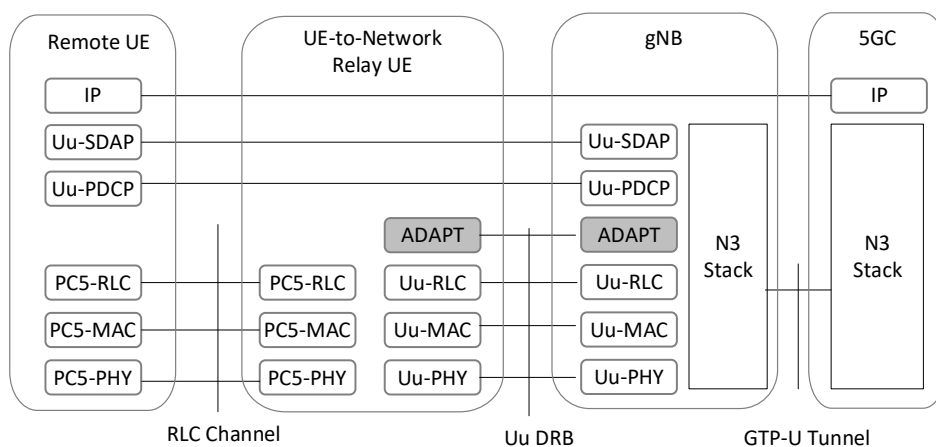 Remote UE
UE-to-Network
Relay UE
gNB
5GC
IP
IP
Uu-SDAP
Uu-SDAP
Uu-PDCP
Uu-PDCP
ADAPT
ADAPT
N3
Stack
N3
Stack
PC5-RLC
PC5-RLC
Uu-RLC
Uu-RLC
PC5-MAC
PC5-MAC
Uu-MAC
Uu-MAC
PC5-PHY
PC5-PHY
Uu-PHY
Uu-PHY
RLC Channel
Uu DRB
GTP-U Tunnel